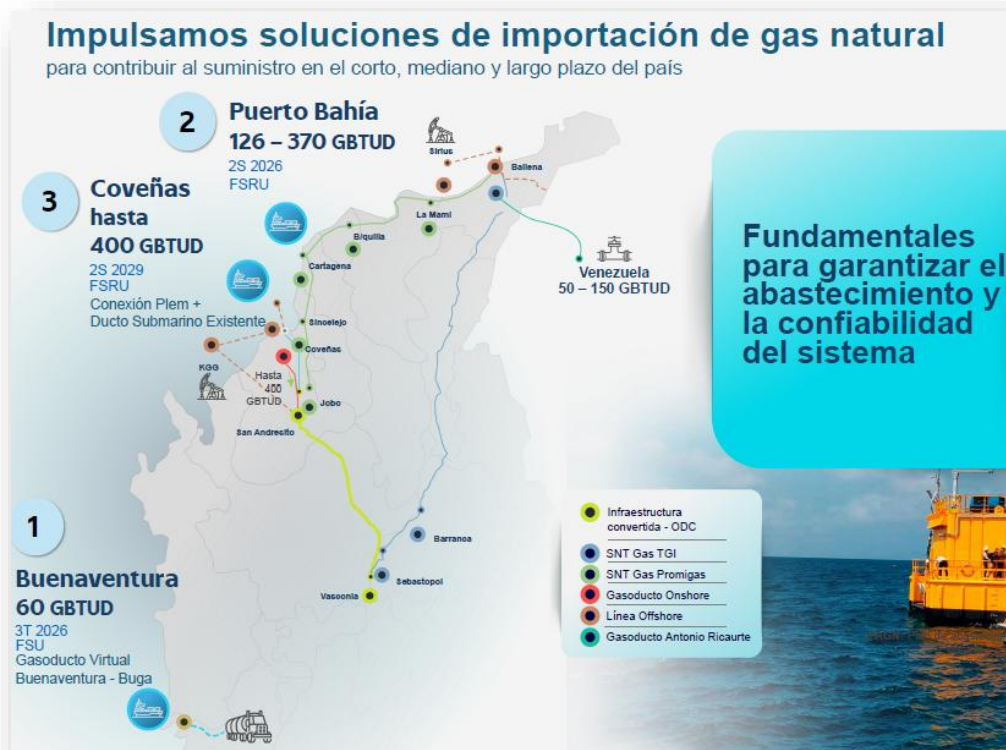 Impulsamos soluciones de importación de gas natural
para contribuir al suministro en el corto, mediano y largo plazo del país
2
Puerto Bahía
126 – 370 GBTUD
2S 2026
FSRU
3
Coveñas
hasta
400 GBTUD
2S 2029
FSRU
Conexión Plem +
Ducto Submarino Existente
Sirius
Ballena
La Mami
B/quilla
Cartagena
Venezuela
50 – 150 GBTUD
Sincelejo
Coveñas
KGG
Hasta
400
GBTUD
Jobo
San Andresito
Barranca
Sebastopol
Vasconia
1
Buenaventura
60 GBTUD
3T 2026
FSU
Gasoducto Virtual
Buenaventura - Buga
Fundamentales
para garantizar el
abastecimiento y
la confiabilidad
del sistema
Infraestructura
convertida - ODC
SNT Gas TGI
SNT Gas Promigas
Gasoducto Onshore
Línea Offshore
Gasoducto Antonio Ricaurte